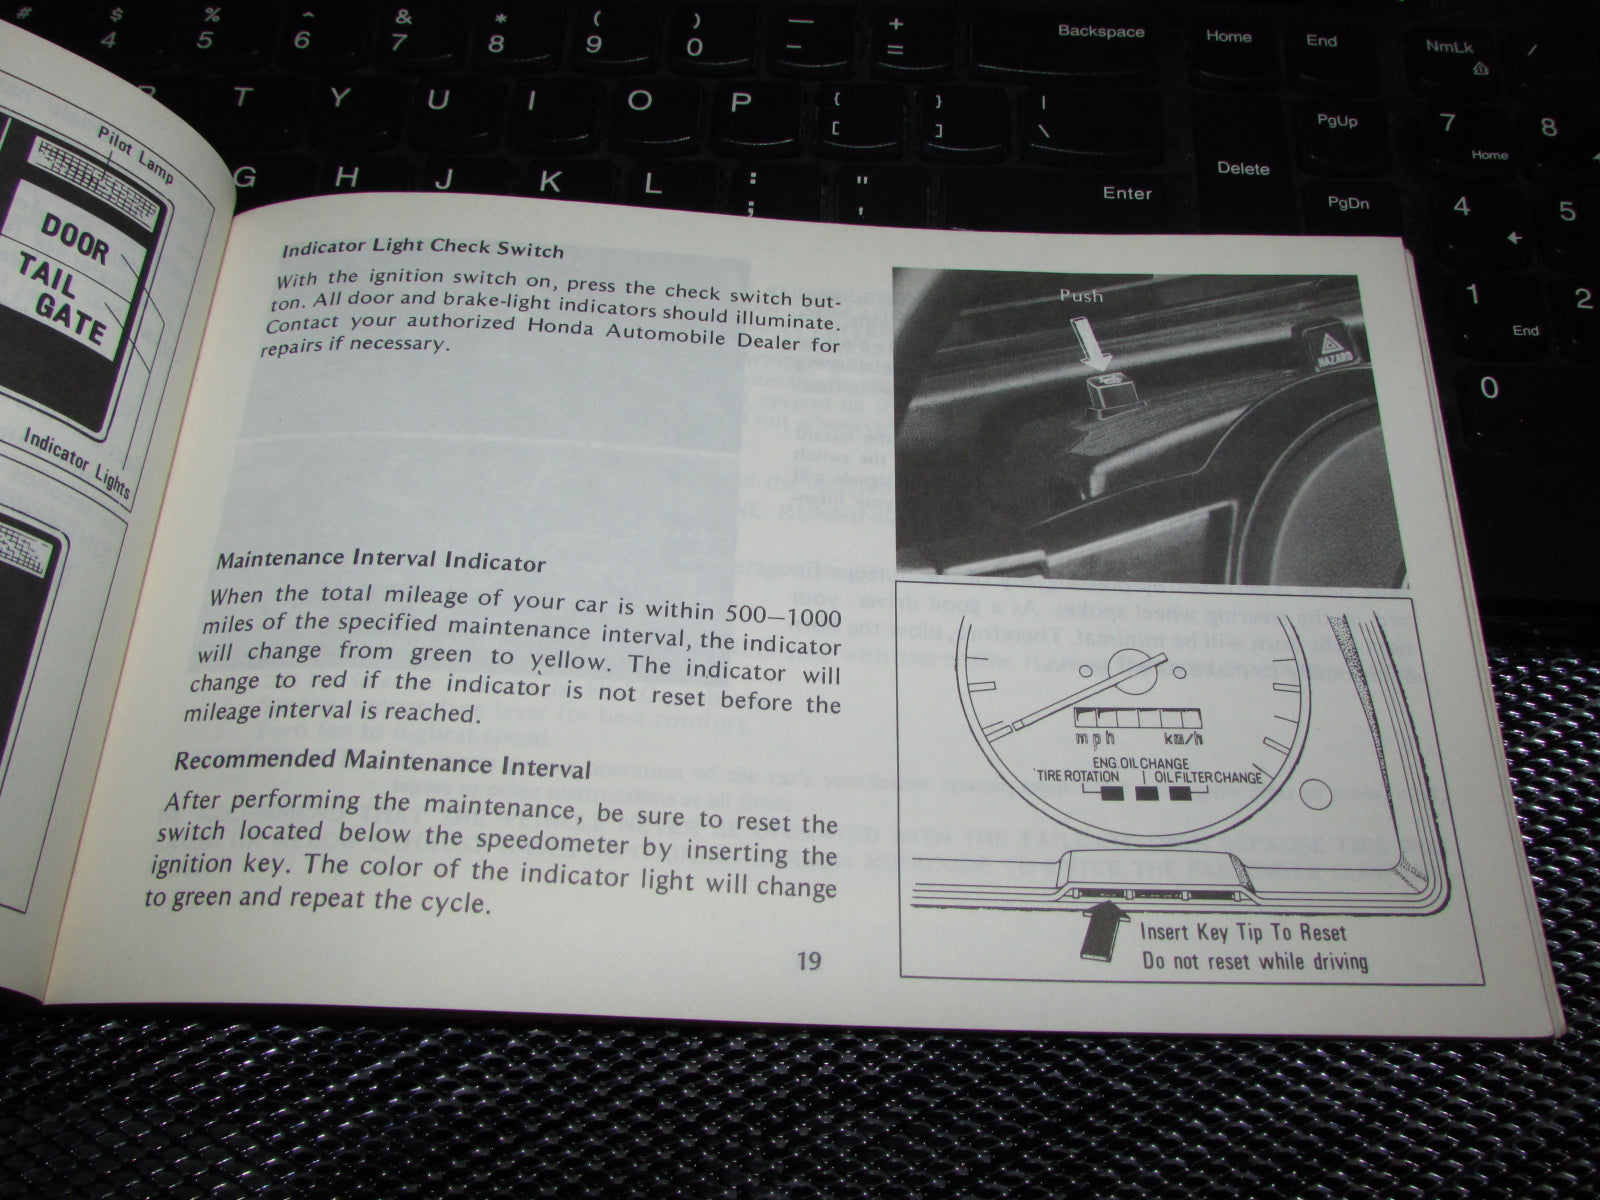 # $ % ^ & * ( ) — + Backspace Home End NmLk /
4 5 6 7 8 9 0 - =
T Y U I O P { } | Delete PgUp 7 8
[ ] \ Home
G H J K L : " Enter PgDn 4 5
; '
1 2
End
0
Pilot Lamp
DOOR
TAIL
GATE
Indicator Lights
Indicator Light Check Switch
With the ignition switch on, press the check switch but-
ton. All door and brake-light indicators should illuminate.
Contact your authorized Honda Automobile Dealer for
repairs if necessary.
Maintenance Interval Indicator
When the total mileage of your car is within 500—1000
miles of the specified maintenance interval, the indicator
will change from green to yellow. The indicator will
change to red if the indicator is not reset before the
mileage interval is reached.
Recommended Maintenance Interval
After performing the maintenance, be sure to reset the
switch located below the speedometer by inserting the
ignition key. The color of the indicator light will change
to green and repeat the cycle.
19
Push
HAZARD
mph km/h
ENG OIL CHANGE
TIRE ROTATION OIL FILTER CHANGE
Insert Key Tip To Reset
Do not reset while driving